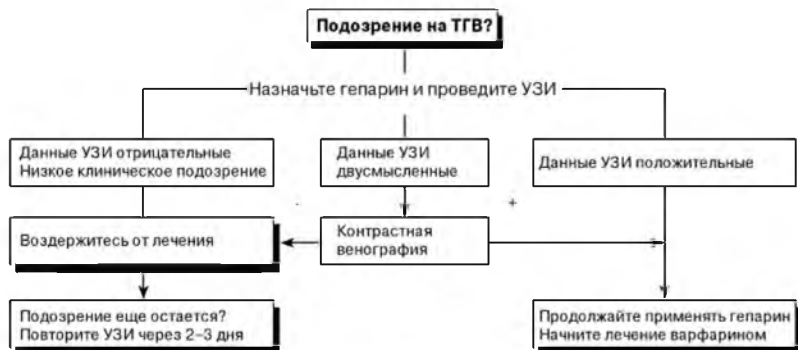 Подозрение на ТГВ?
Назначьте гепарин и проведите УЗИ
Данные УЗИ отрицательные
Низкое клиническое подозрение
Данные УЗИ
двусмысленные
Данные УЗИ положительные
-
+
Воздержитесь от лечения
Контрастная
венография
Подозрение еще остается?
Повторите УЗИ через 2–3 дня
Продолжайте применять гепарин
Начните лечение варфарином